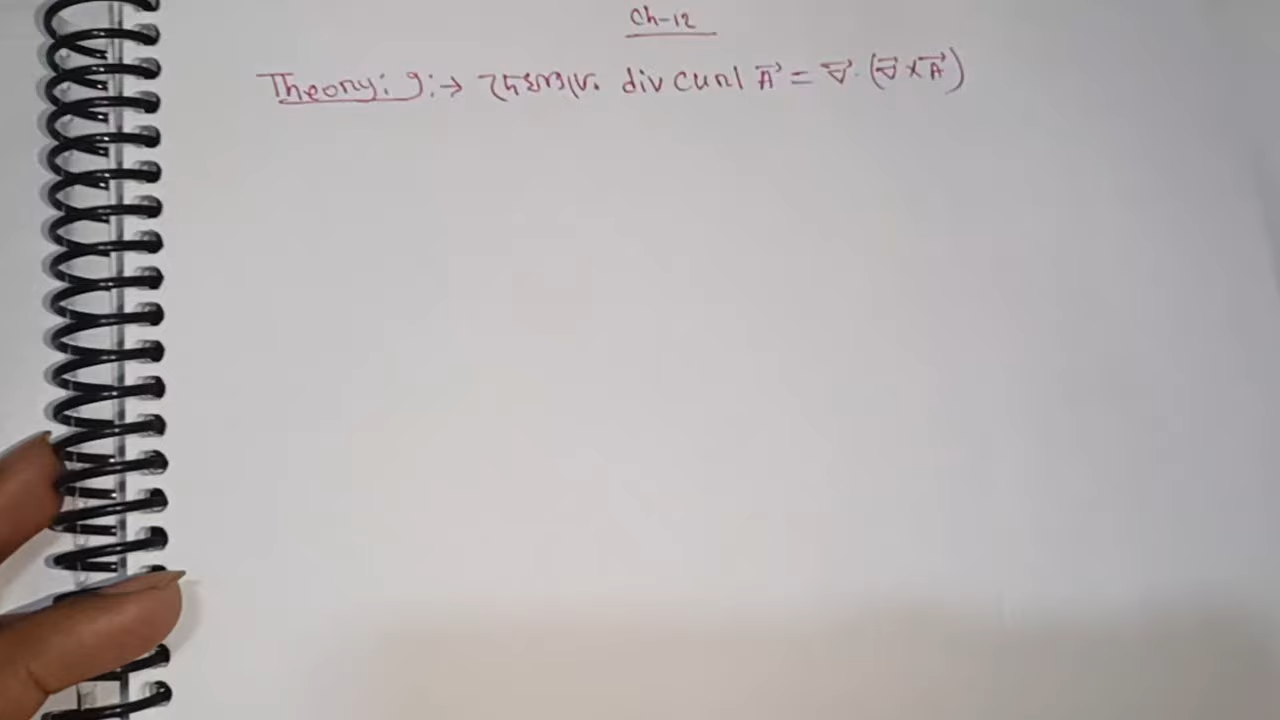 Ch-12
Theory: 9:→ div curl A⃗ = ∇⃗ · (∇⃗ × A⃗)